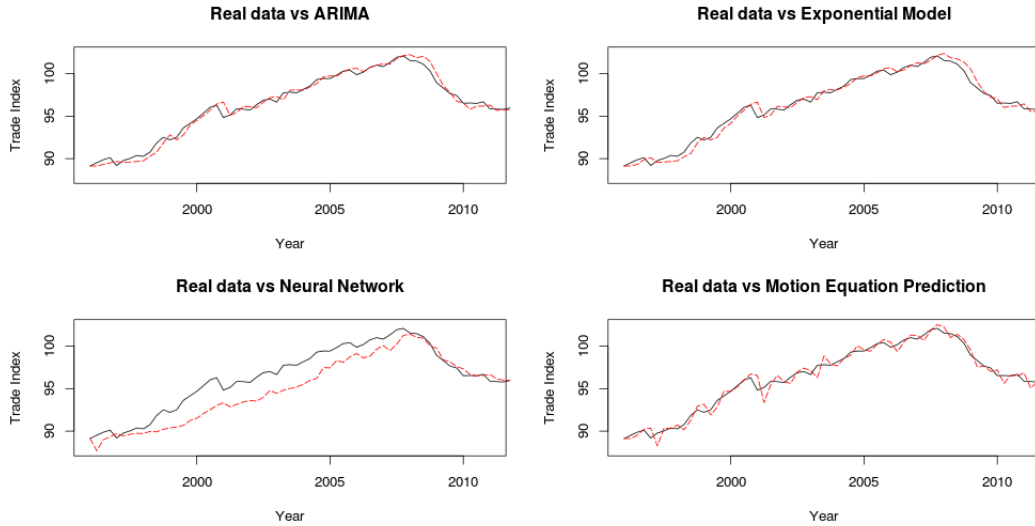 Real data vs ARIMA
Trade Index
90 95 100
2000 2005 2010
Year
Real data vs Exponential Model
Trade Index
90 95 100
2000 2005 2010
Year
Real data vs Neural Network
Trade Index
90 95 100
2000 2005 2010
Year
Real data vs Motion Equation Prediction
Trade Index
90 95 100
2000 2005 2010
Year